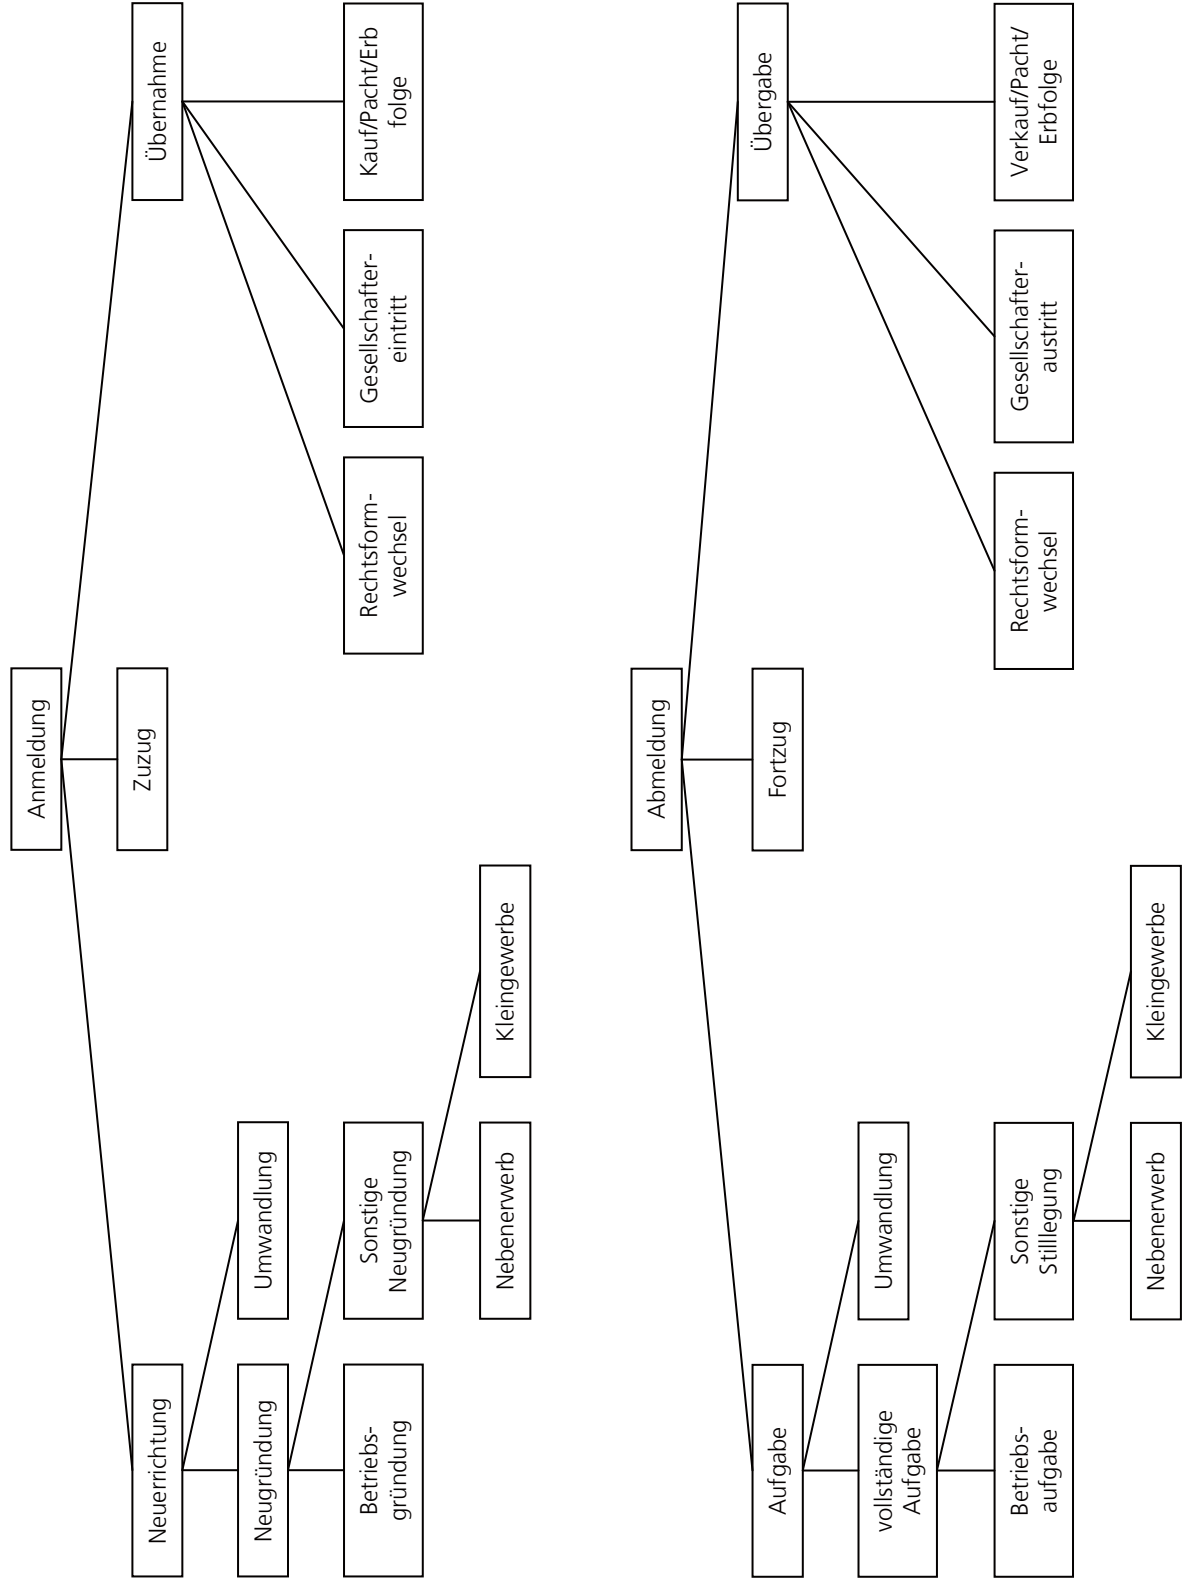 Anmeldung
Neuerrichtung
Zuzug
Übernahme
Neugründung
Umwandlung
Betriebs-
gründung
Sonstige
Neugründung
Rechtsform-
wechsel
Gesellschafter-
eintritt
Kauf/Pacht/Erb
folge
Nebenerwerb
Kleingewerbe
Abmeldung
Aufgabe
Fortzug
Übergabe
vollständige
Aufgabe
Umwandlung
Betriebs-
aufgabe
Sonstige
Stilllegung
Rechtsform-
wechsel
Gesellschafter-
austritt
Verkauf/Pacht/
Erbfolge
Nebenerwerb
Kleingewerbe